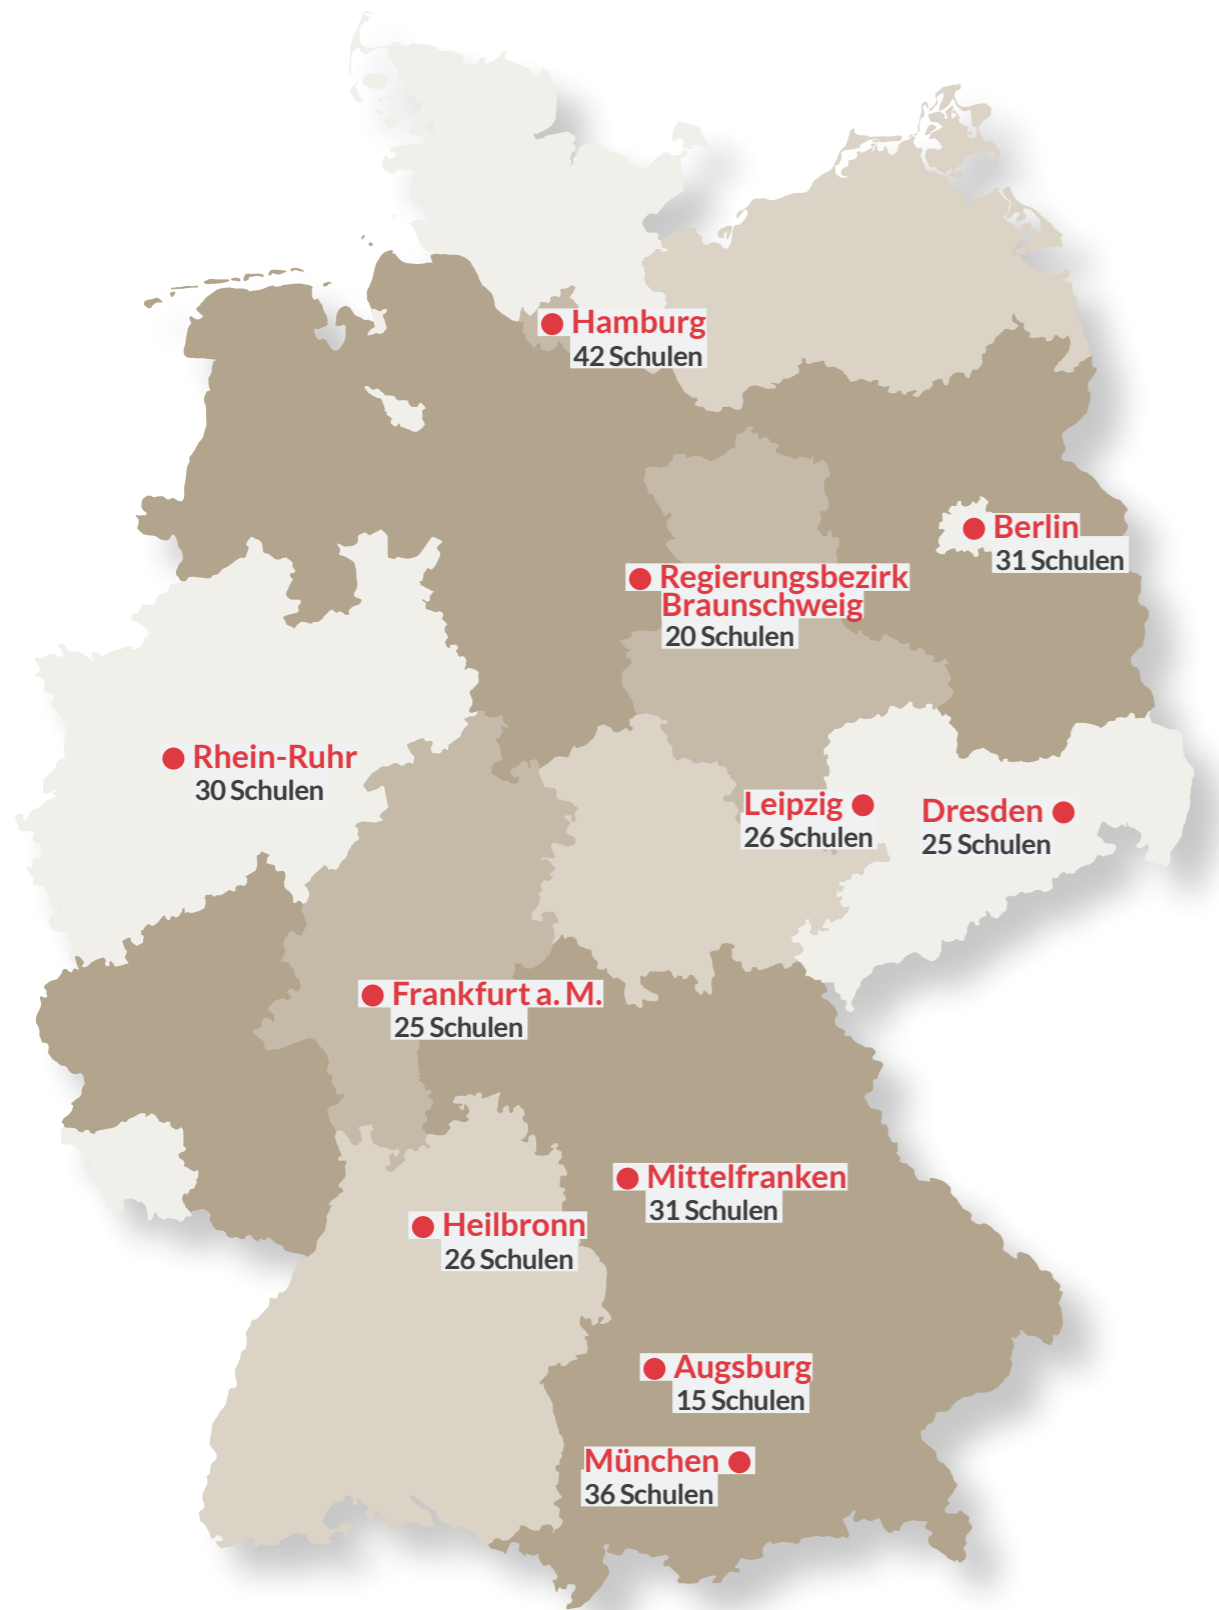 Hamburg
42 Schulen
Berlin
31 Schulen
Regierungsbezirk
Braunschweig
20 Schulen
Rhein-Ruhr
30 Schulen
Leipzig
26 Schulen
Dresden
25 Schulen
Frankfurt a. M.
25 Schulen
Mittelfranken
31 Schulen
Heilbronn
26 Schulen
Augsburg
15 Schulen
München
36 Schulen